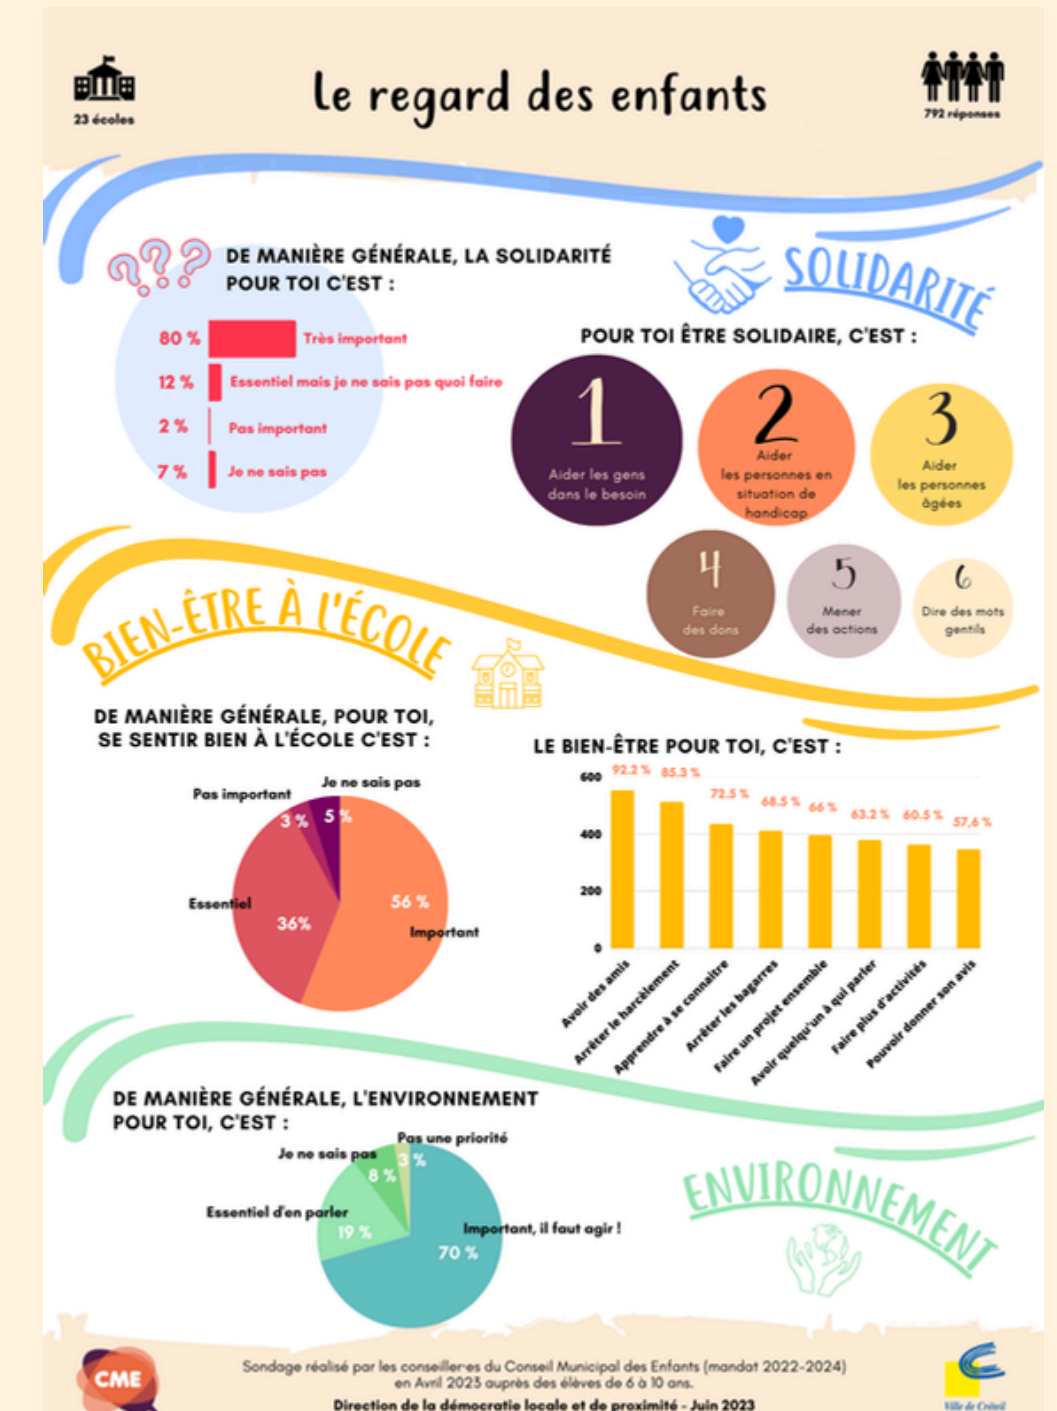 Le regard des enfants
23 écoles
792 réponses
SOLIDARITÉ
???
DE MANIÈRE GÉNÉRALE, LA SOLIDARITÉ
POUR TOI C'EST :
80 % Très important
12 % Essentiel mais je ne sais pas quoi faire
2 % Pas important
7 % Je ne sais pas
POUR TOI ÊTRE SOLIDAIRE, C'EST :
1
Aider les gens
dans le besoin
2
Aider
les personnes en
situation de
handicap
3
Aider
les personnes
âgées
4
Faire
des dons
5
Mener
des actions
6
Dire des mots
gentils
BIEN-ÊTRE À L'ÉCOLE
DE MANIÈRE GÉNÉRALE, POUR TOI,
SE SENTIR BIEN À L'ÉCOLE C'EST :
Je ne sais pas
Pas important
3 %
5 %
Essentiel
36%
56 %
Important
LE BIEN-ÊTRE POUR TOI, C'EST :
600
400
200
0
92.2 %
85.3 %
72.5 %
68.5 %
66 %
63.2 %
60.5 %
57,6 %
Avoir des amis
Arrêter le harcèlement
Apprendre à se connaitre
Arrêter les bagarres
Faire un projet ensemble
Avoir quelqu'un à qui parler
Faire plus d'activités
Pouvoir donner son avis
DE MANIÈRE GÉNÉRALE, L'ENVIRONNEMENT
POUR TOI, C'EST :
Pas une priorité
Je ne sais pas
3 %
8 %
Essentiel d'en parler
19 %
Important, il faut agir !
70 %
ENVIRONNEMENT
CME
Sondage réalisé par les conseiller·es du Conseil Municipal des Enfants (mandat 2022-2024)
en Avril 2023 auprès des élèves de 6 à 10 ans.
Direction de la démocratie locale et de proximité - Juin 2023
Ville de Créteil